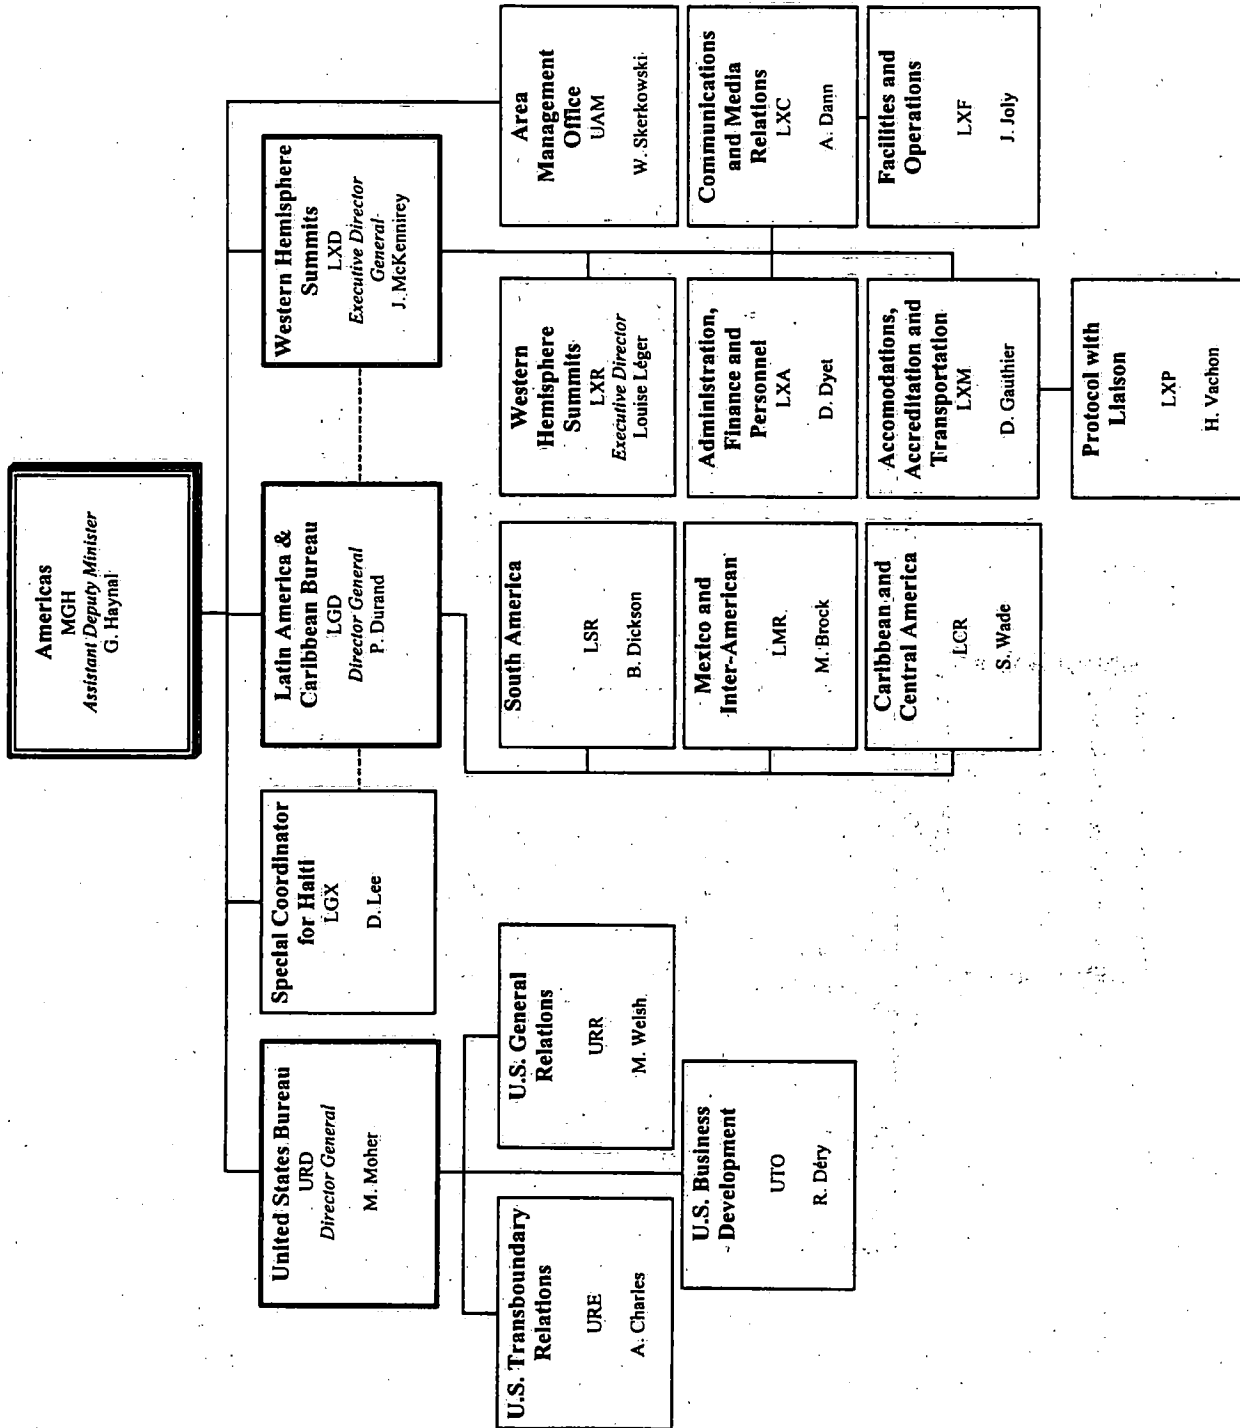 Americas
MGH
Assistant Deputy Minister
G. Haynal
United States Bureau
URD
Director General
M. Moher
Special Coordinator
for Haiti
LGX
D. Lee
Latin America &
Caribbean Bureau
LGD
Director General
P. Durand
Western Hemisphere
Summits
LXD
Executive Director
General
J. McKennirey
U.S. Transboundary
Relations
URE
A. Charles
U.S. General
Relations
URR
M. Welsh
South America
LSR
B. Dickson
Western
Hemisphere
Summits
LXR
Executive Director
Louise Léger
Area
Management
Office
UAM
W. Skerkowski
U.S. Business
Development
UTO
R. Déry
Mexico and
Inter-American
LMR
M. Brock
Administration,
Finance and
Personnel
LXA
D. Dyet
Communications
and Media
Relations
LXC
A. Dann
Caribbean and
Central America
LCR
S. Wade
Accomodations,
Accreditation and
Transportation
LXM
D. Gauthier
Facilities and
Operations
LXF
J. Joly
Protocol with
Liaison
LXP
H. Vachon